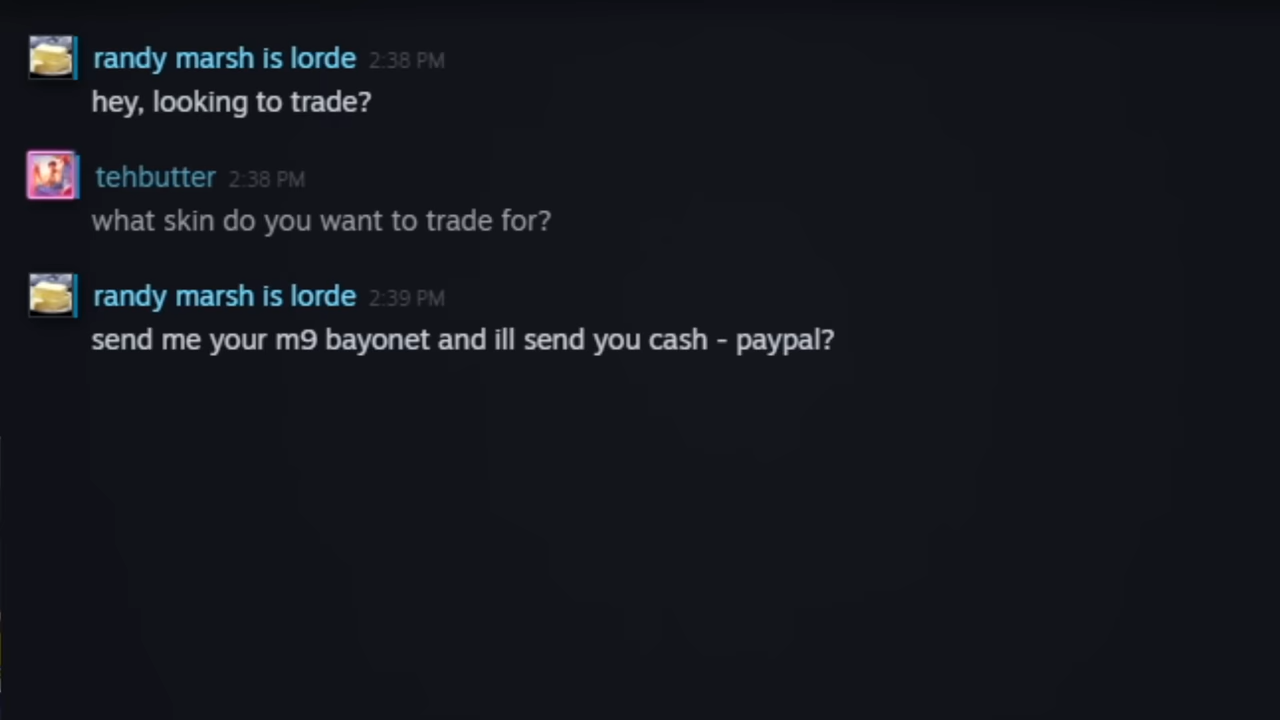 randy marsh is lorde 2:38 PM
hey, looking to trade?
tehbutter 2:38 PM
what skin do you want to trade for?
randy marsh is lorde 2:39 PM
send me your m9 bayonet and ill send you cash - paypal?